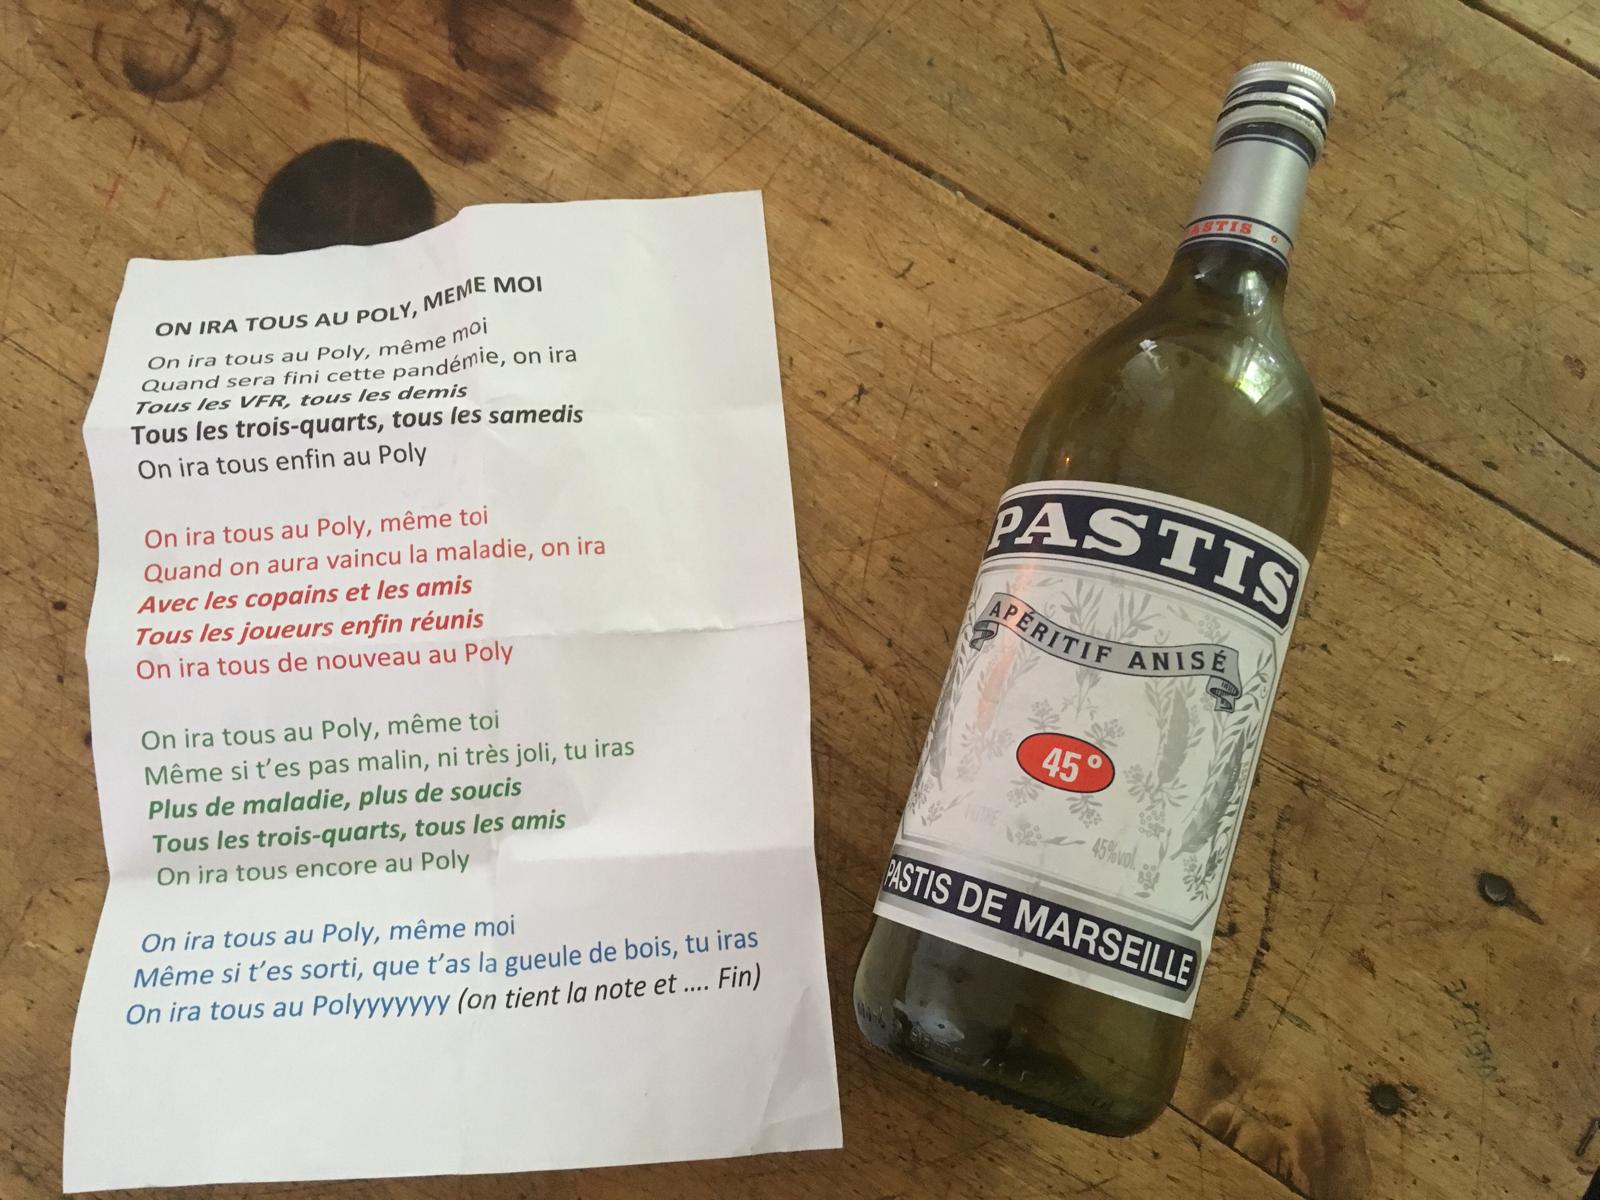 ON IRA TOUS AU POLY, MEME MOI
On ira tous au Poly, même moi
Quand sera fini cette pandémie, on ira
Tous les VFR, tous les demis
Tous les trois-quarts, tous les samedis
On ira tous enfin au Poly
On ira tous au Poly, même toi
Quand on aura vaincu la maladie, on ira
Avec les copains et les amis
Tous les joueurs enfin réunis
On ira tous de nouveau au Poly
On ira tous au Poly, même toi
Même si t'es pas malin, ni très joli, tu iras
Plus de maladie, plus de soucis
Tous les trois-quarts, tous les amis
On ira tous encore au Poly
On ira tous au Poly, même moi
Même si t'es sorti, que t'as la gueule de bois, tu iras
On ira tous au Polyyyyyyy (on tient la note et .... Fin)
PASTIS
PASTIS
APÉRITIF ANISÉ
45°
1 LITRE
45%vol.
PASTIS DE MARSEILLE